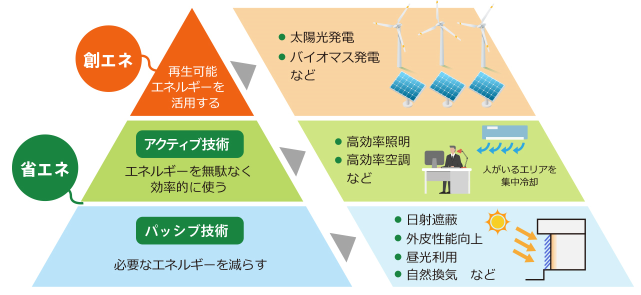 創エネ
再生可能
エネルギーを
活用する
● 太陽光発電
● バイオマス発電
など
省エネ
アクティブ技術
エネルギーを無駄なく
効率的に使う
● 高効率照明
● 高効率空調
など
人がいるエリアを
集中冷却
パッシブ技術
必要なエネルギーを減らす
● 日射遮蔽
● 外皮性能向上
● 昼光利用
● 自然換気 など